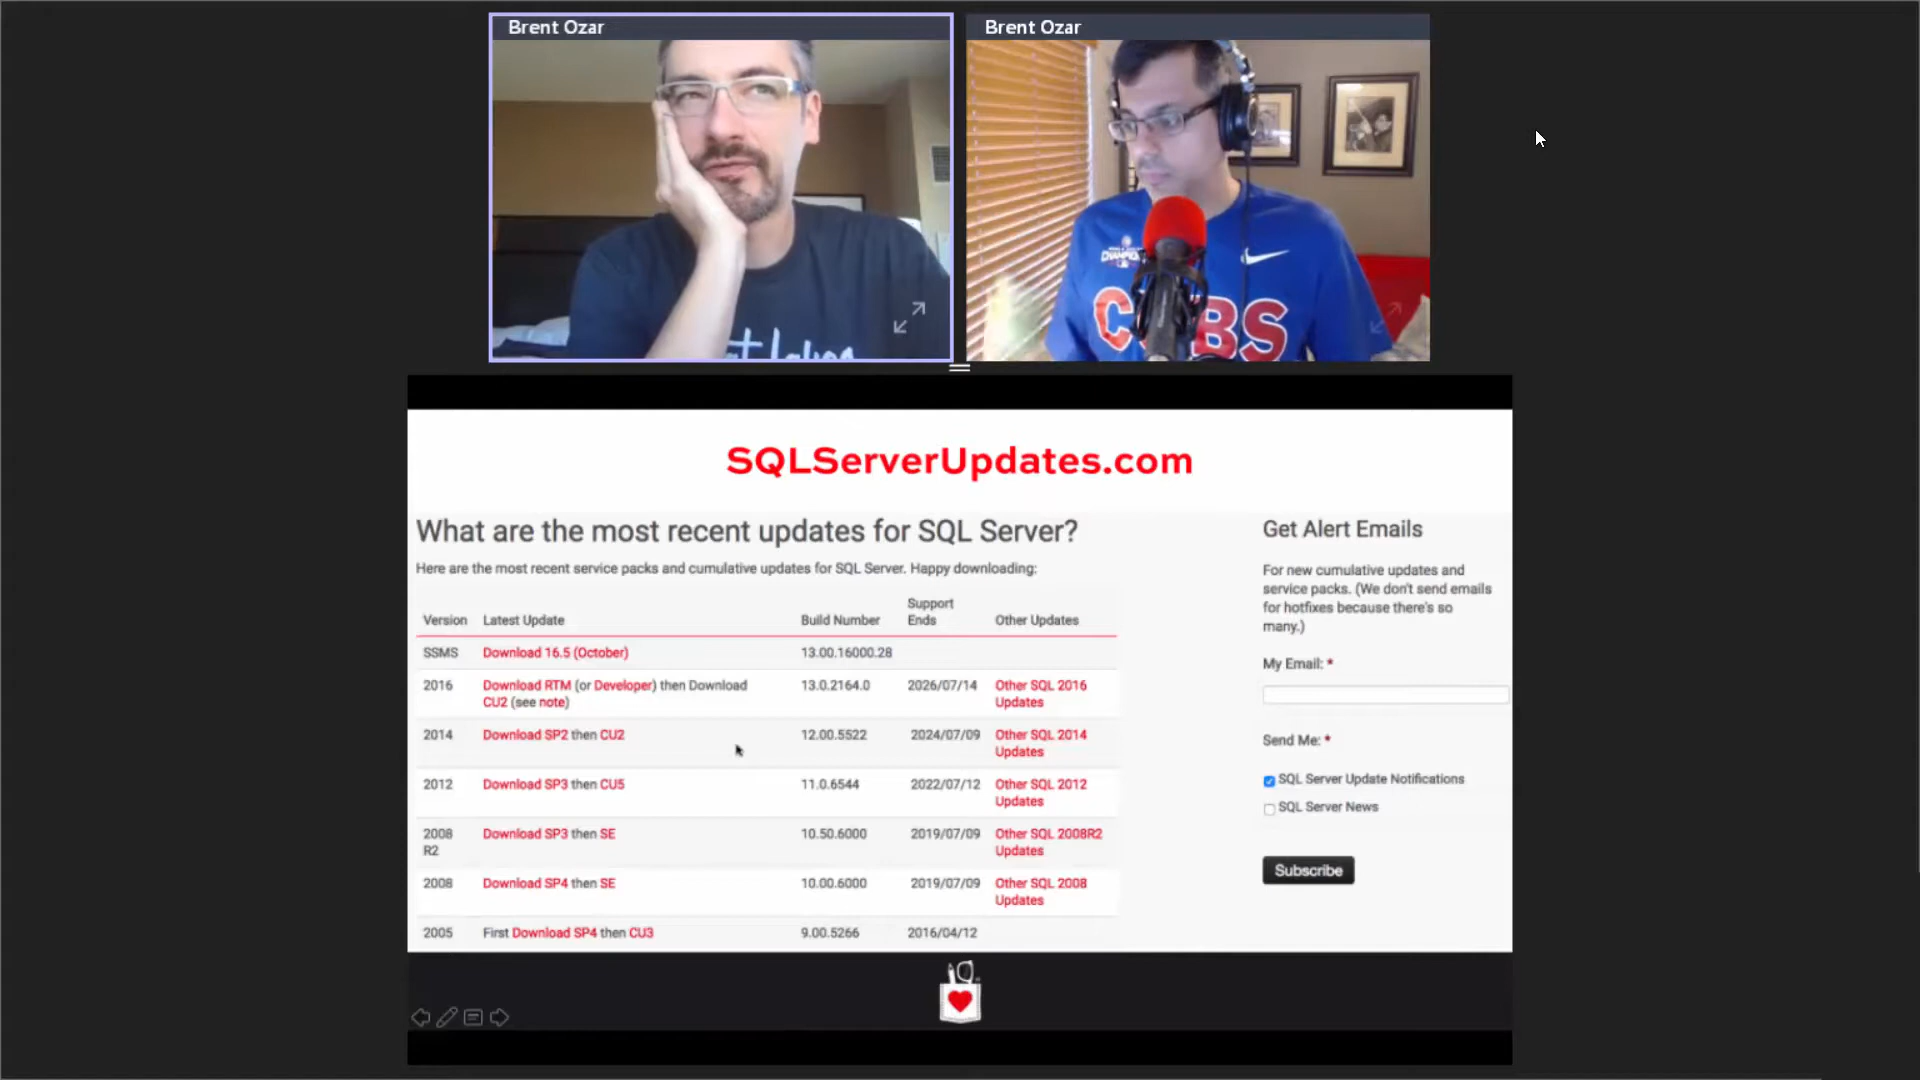 Brent Ozar
Brent Ozar
CHAMPIONS
SQLServerUpdates.com
What are the most recent updates for SQL Server?
Here are the most recent service packs and cumulative updates for SQL Server. Happy downloading:
Version Latest Update Build Number Support Ends Other Updates
SSMS Download 16.5 (October) 13.00.16000.28
2016 Download RTM (or Developer) then Download 13.0.2164.0 2026/07/14 Other SQL 2016
CU2 (see note) Updates
2014 Download SP2 then CU2 12.00.5522 2024/07/09 Other SQL 2014
Updates
2012 Download SP3 then CU5 11.0.6544 2022/07/12 Other SQL 2012
Updates
2008 Download SP3 then SE 10.50.6000 2019/07/09 Other SQL 2008R2
R2 Updates
2008 Download SP4 then SE 10.00.6000 2019/07/09 Other SQL 2008
Updates
2005 First Download SP4 then CU3 9.00.5266 2016/04/12
Get Alert Emails
For new cumulative updates and
service packs. (We don't send emails
for hotfixes because there's so
many.)
My Email: *
Send Me: *
SQL Server Update Notifications
SQL Server News
Subscribe